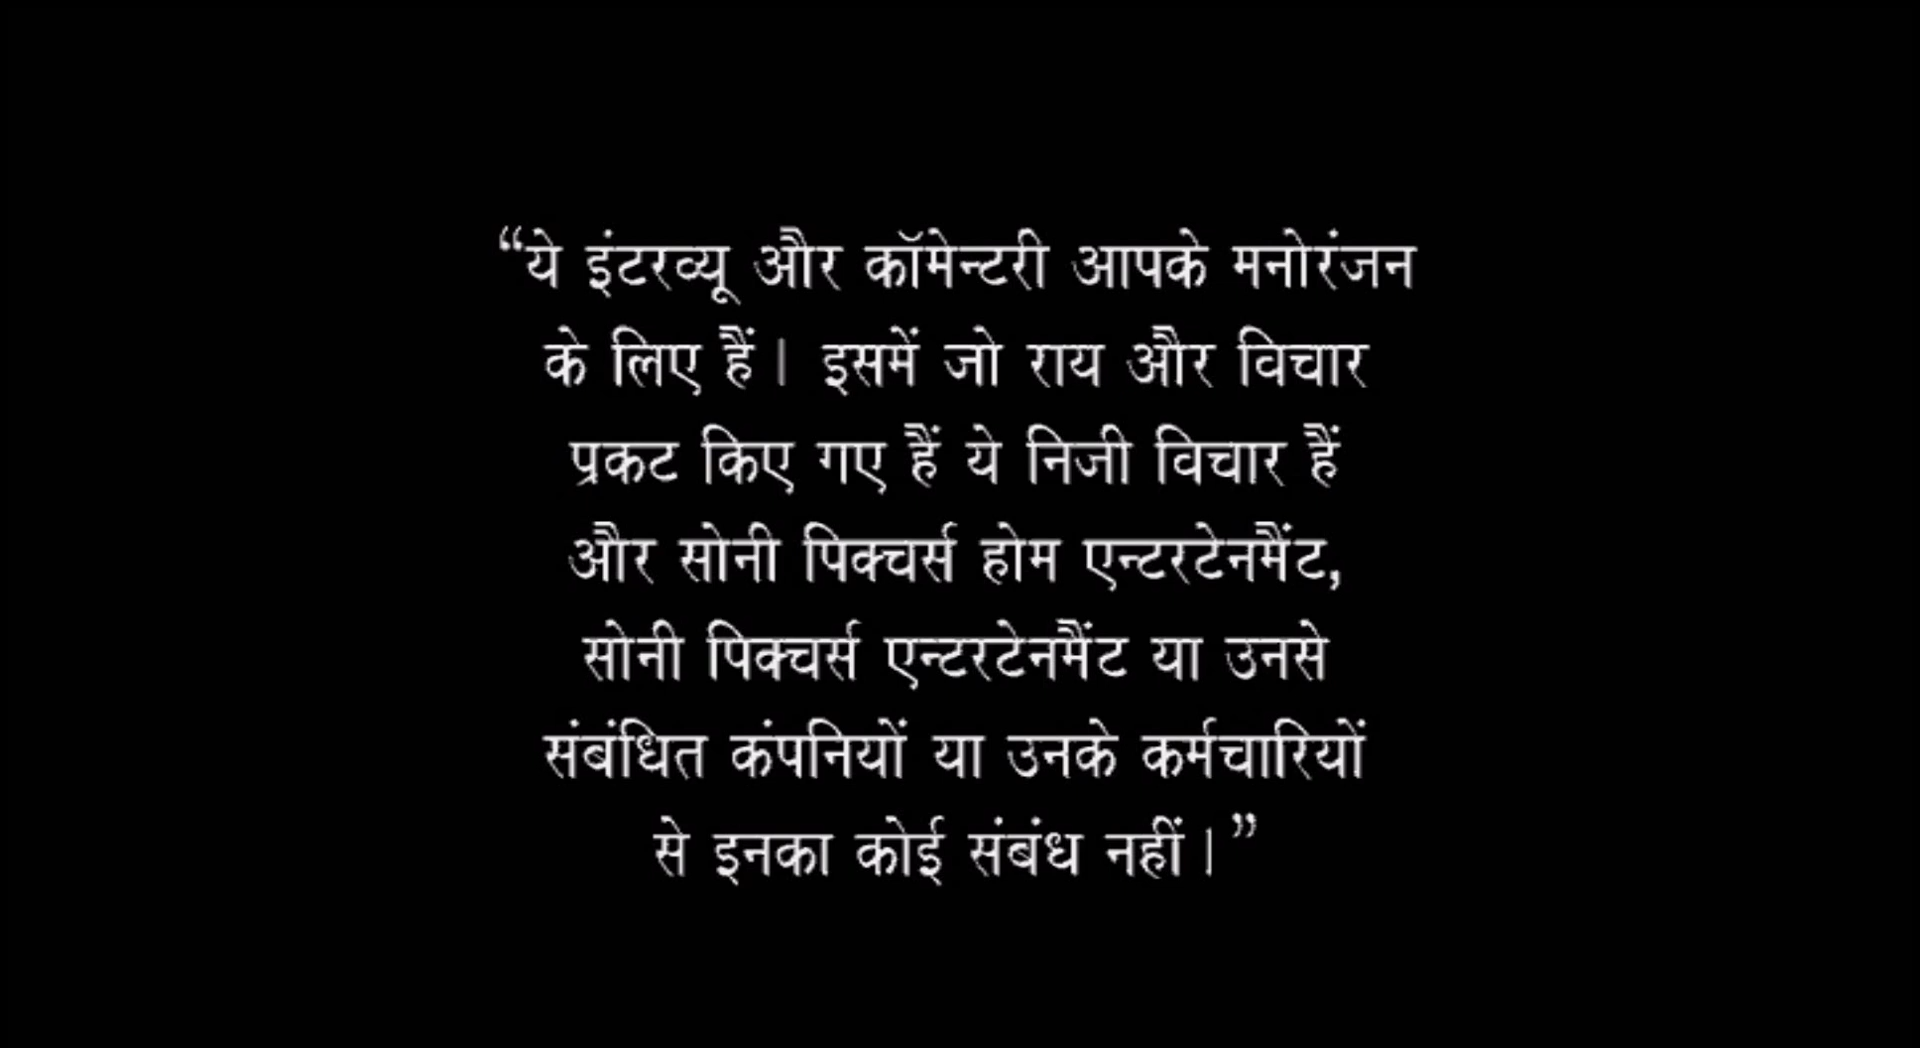 “ये इंटरव्यू और कॉमेन्टरी आपके मनोरंजन
के लिए हैं। इसमें जो राय और विचार
प्रकट किए गए हैं ये निजी विचार हैं
और सोनी पिक्चर्स होम एन्टरटेनमैंट,
सोनी पिक्चर्स एन्टरटेनमैंट या उनसे
संबंधित कंपनियों या उनके कर्मचारियों
से इनका कोई संबंध नहीं।”